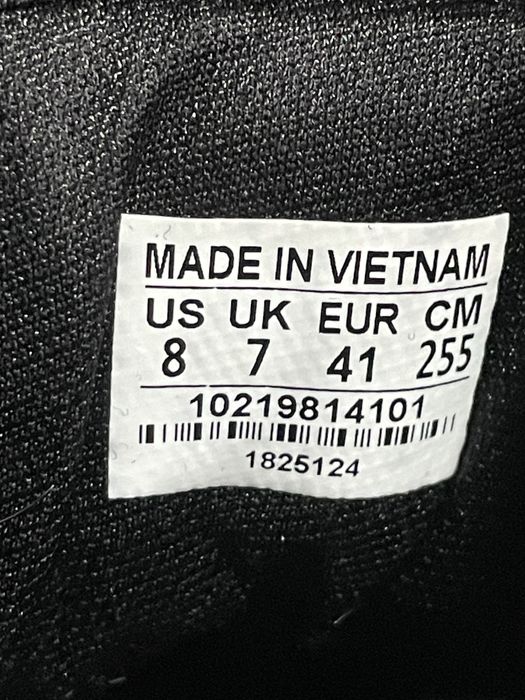 MADE IN VIETNAM
US UK EUR CM
8 7 41 255
10219814101
1825124